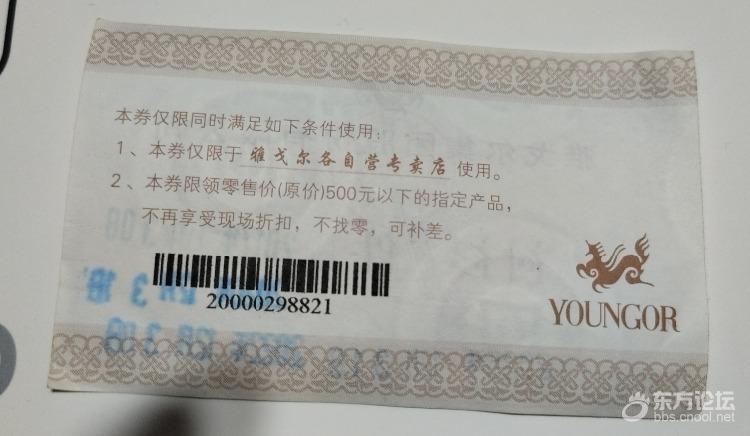 本券仅限同时满足如下条件使用：
1、本券仅限于 雅戈尔各自营专卖店 使用。
2、本券限领零售价(原价)500元以下的指定产品，
不再享受现场折扣，不找零，可补差。
20000298821
YOUNGOR
东方论坛
bbs.cnool.net